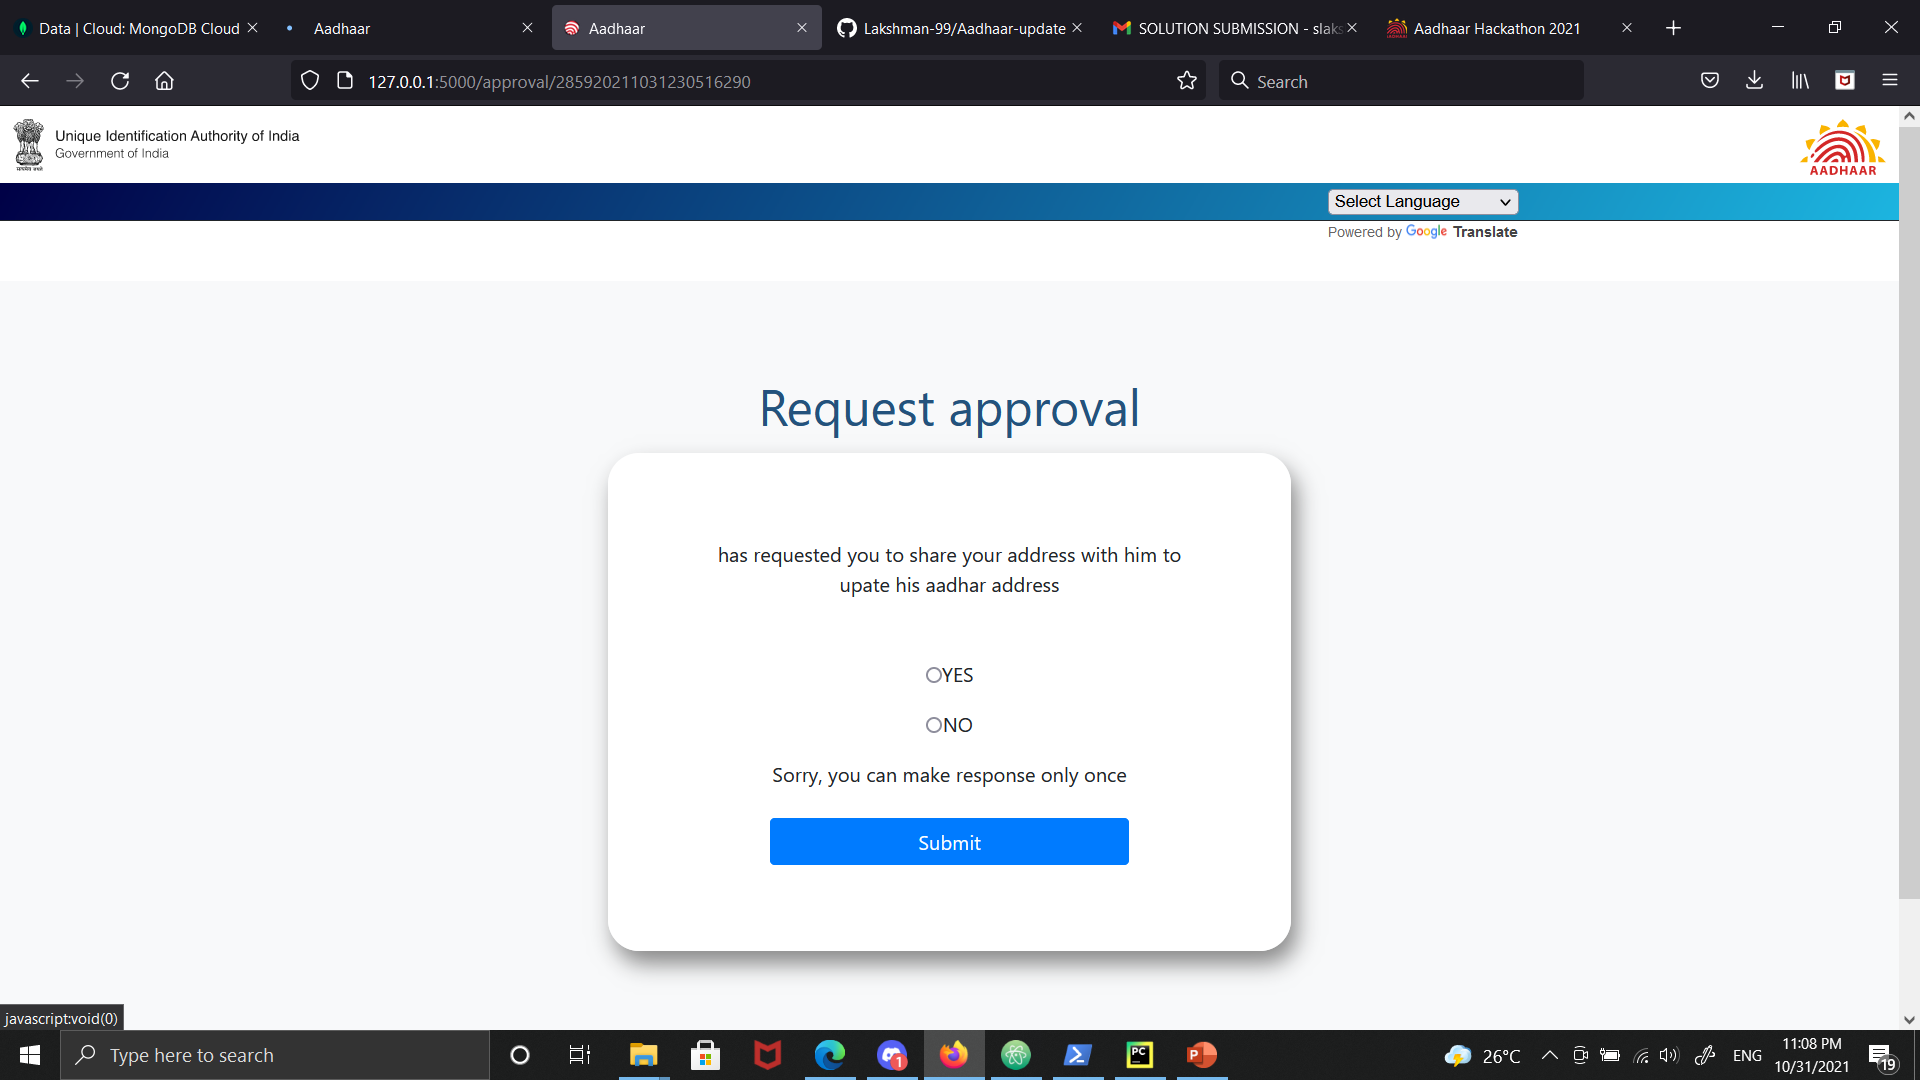 Data | Cloud: MongoDB Cloud
Aadhaar
Aadhaar
Lakshman-99/Aadhaar-update
SOLUTION SUBMISSION - slaks
Aadhaar Hackathon 2021
127.0.0.1:5000/approval/285920211031230516290
Search
Unique Identification Authority of India
Government of India
AADHAAR
Select Language
Powered by Google Translate
Request approval
has requested you to share your address with him to
upate his aadhar address
YES
NO
Sorry, you can make response only once
Submit
javascript:void(0)
Type here to search
1
PC
P
26°C
ENG
11:08 PM
10/31/2021
19